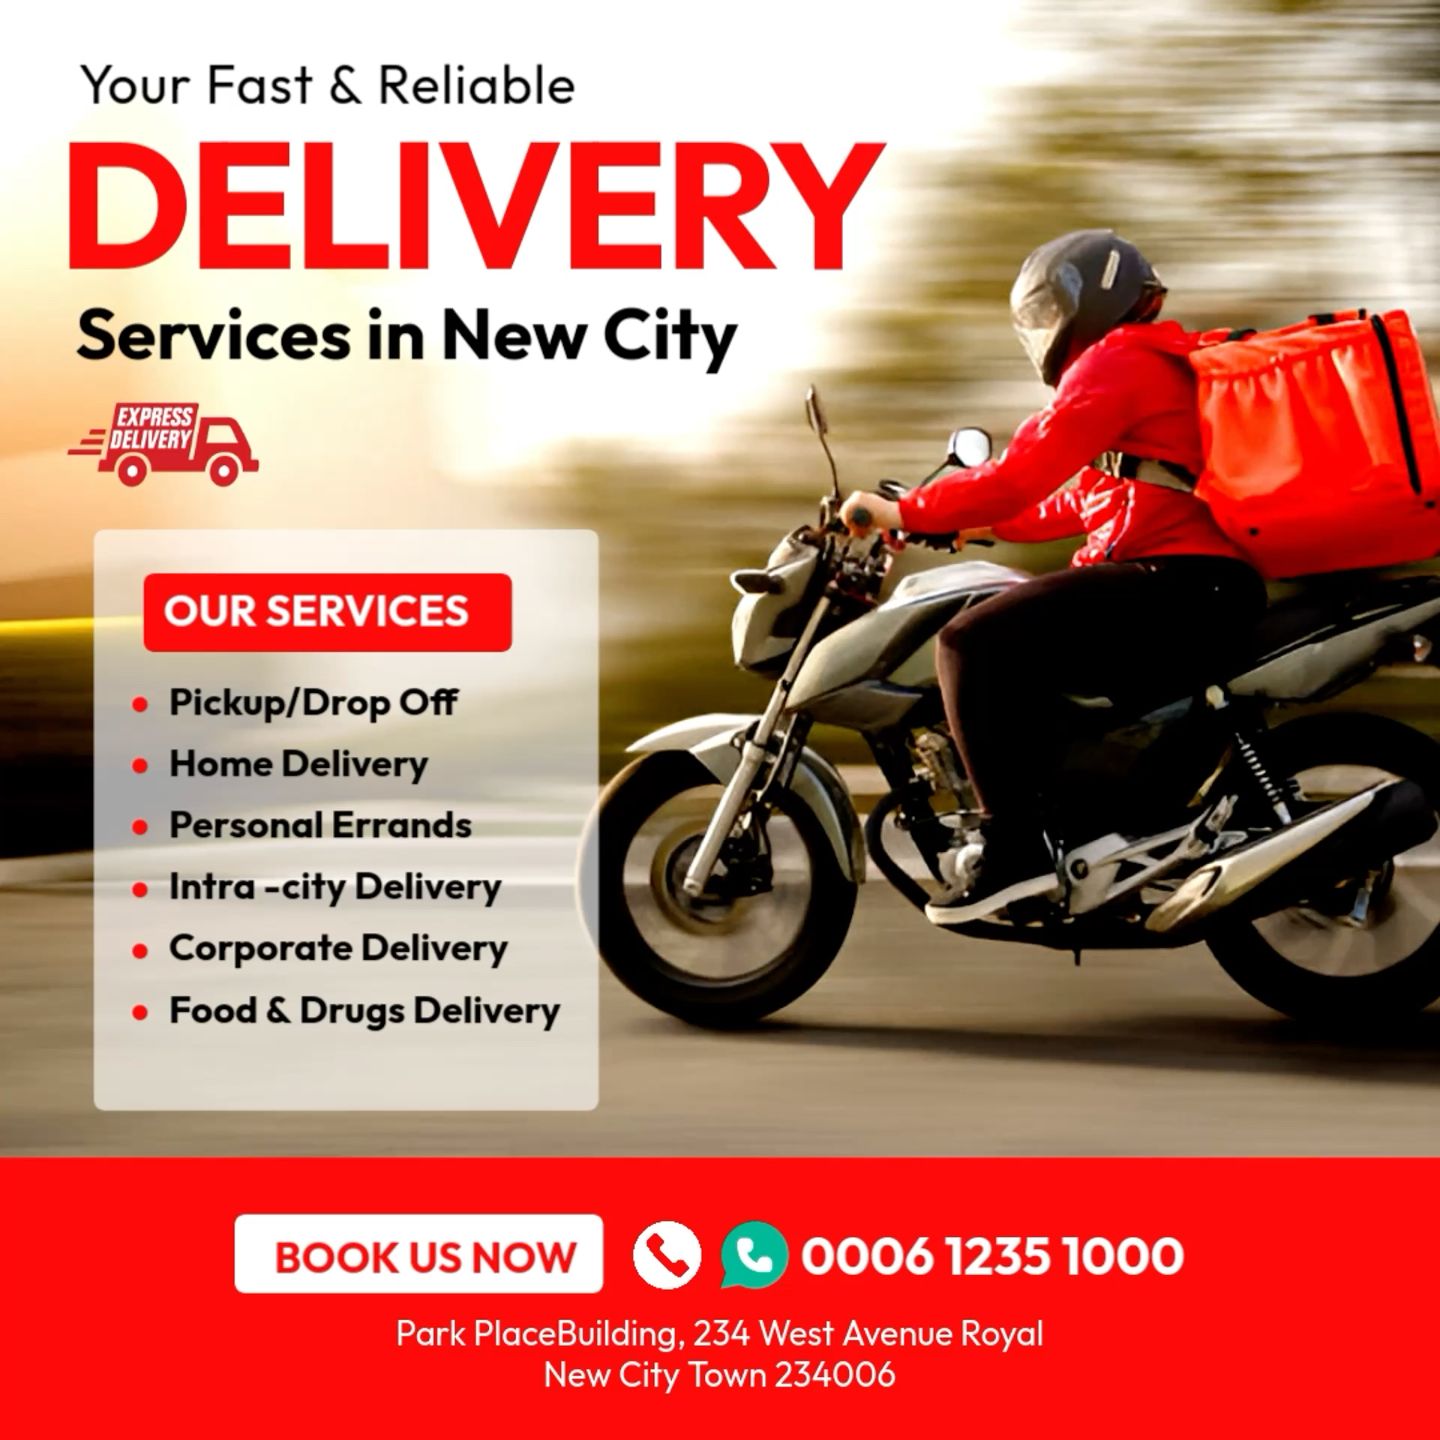 Your Fast & Reliable
DELIVERY
Services in New City
EXPRESS
DELIVERY
OUR SERVICES
Pickup/Drop Off
Home Delivery
Personal Errands
Intra -city Delivery
Corporate Delivery
Food & Drugs Delivery
BOOK US NOW 0006 1235 1000
Park PlaceBuilding, 234 West Avenue Royal
New City Town 234006